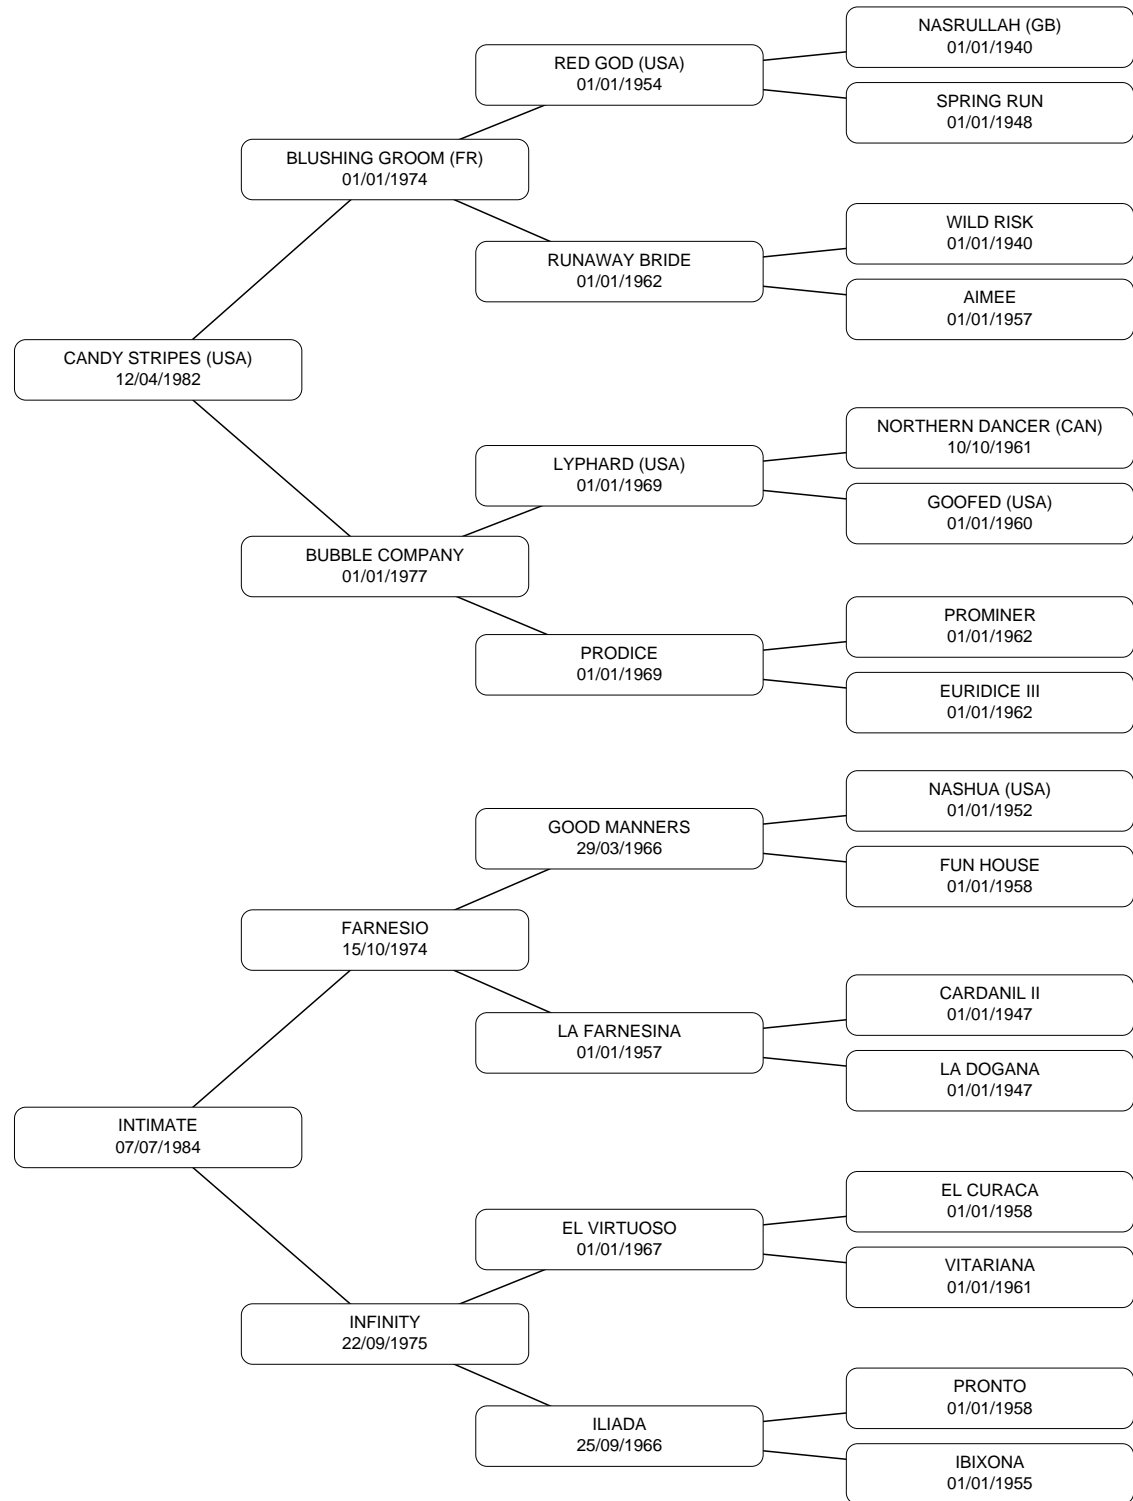 NASRULLAH (GB)
01/01/1940
RED GOD (USA)
01/01/1954
SPRING RUN
01/01/1948
BLUSHING GROOM (FR)
01/01/1974
WILD RISK
01/01/1940
RUNAWAY BRIDE
01/01/1962
AIMEE
01/01/1957
CANDY STRIPES (USA)
12/04/1982
NORTHERN DANCER (CAN)
10/10/1961
LYPHARD (USA)
01/01/1969
GOOFED (USA)
01/01/1960
BUBBLE COMPANY
01/01/1977
PROMINER
01/01/1962
PRODICE
01/01/1969
EURIDICE III
01/01/1962
NASHUA (USA)
01/01/1952
GOOD MANNERS
29/03/1966
FUN HOUSE
01/01/1958
FARNESIO
15/10/1974
CARDANIL II
01/01/1947
LA FARNESINA
01/01/1957
LA DOGANA
01/01/1947
INTIMATE
07/07/1984
EL CURACA
01/01/1958
EL VIRTUOSO
01/01/1967
VITARIANA
01/01/1961
INFINITY
22/09/1975
PRONTO
01/01/1958
ILIADA
25/09/1966
IBIXONA
01/01/1955